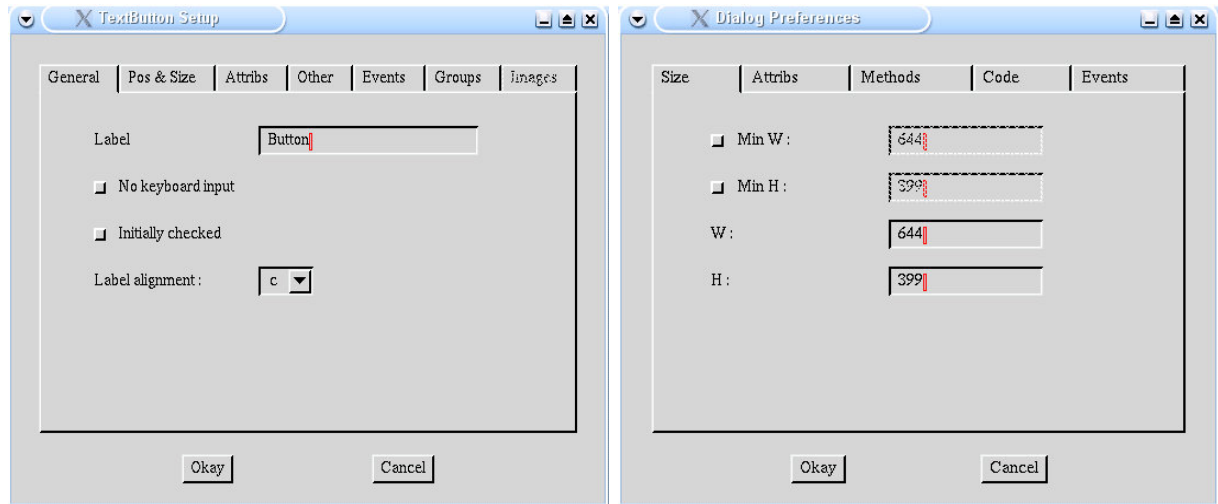 TextButton Setup
General Pos & Size Attribs Other Events Groups Images
Label Button
No keyboard input
Initially checked
Label alignment : c
Okay Cancel
Dialog Preferences
Size Attribs Methods Code Events
Min W : 644
Min H : 399
W : 644
H : 399
Okay Cancel